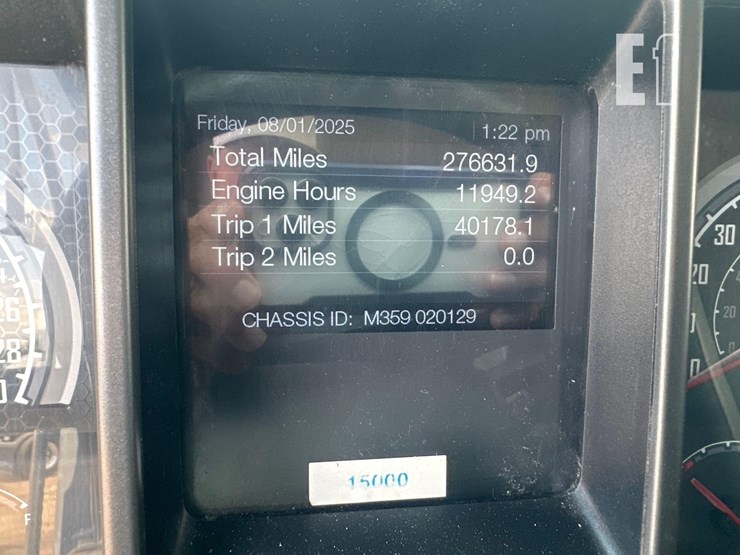 Friday, 08/01/2025 1:22 pm
Total Miles 276631.9
Engine Hours 11949.2
Trip 1 Miles 40178.1
Trip 2 Miles 0.0
CHASSIS ID: M359 020129
15000
30
20
28
F